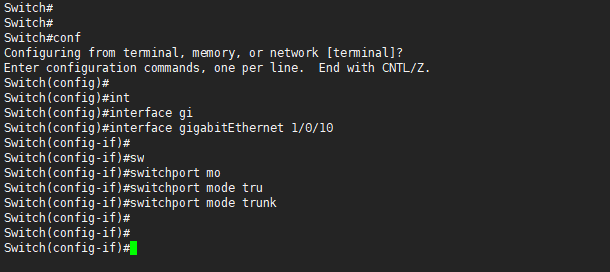 Switch#
Switch#
Switch#conf
Configuring from terminal, memory, or network [terminal]?
Enter configuration commands, one per line.  End with CNTL/Z.
Switch(config)#
Switch(config)#int
Switch(config)#interface gi
Switch(config)#interface gigabitEthernet 1/0/10
Switch(config-if)#
Switch(config-if)#sw
Switch(config-if)#switchport mo
Switch(config-if)#switchport mode tru
Switch(config-if)#switchport mode trunk
Switch(config-if)#
Switch(config-if)#
Switch(config-if)#